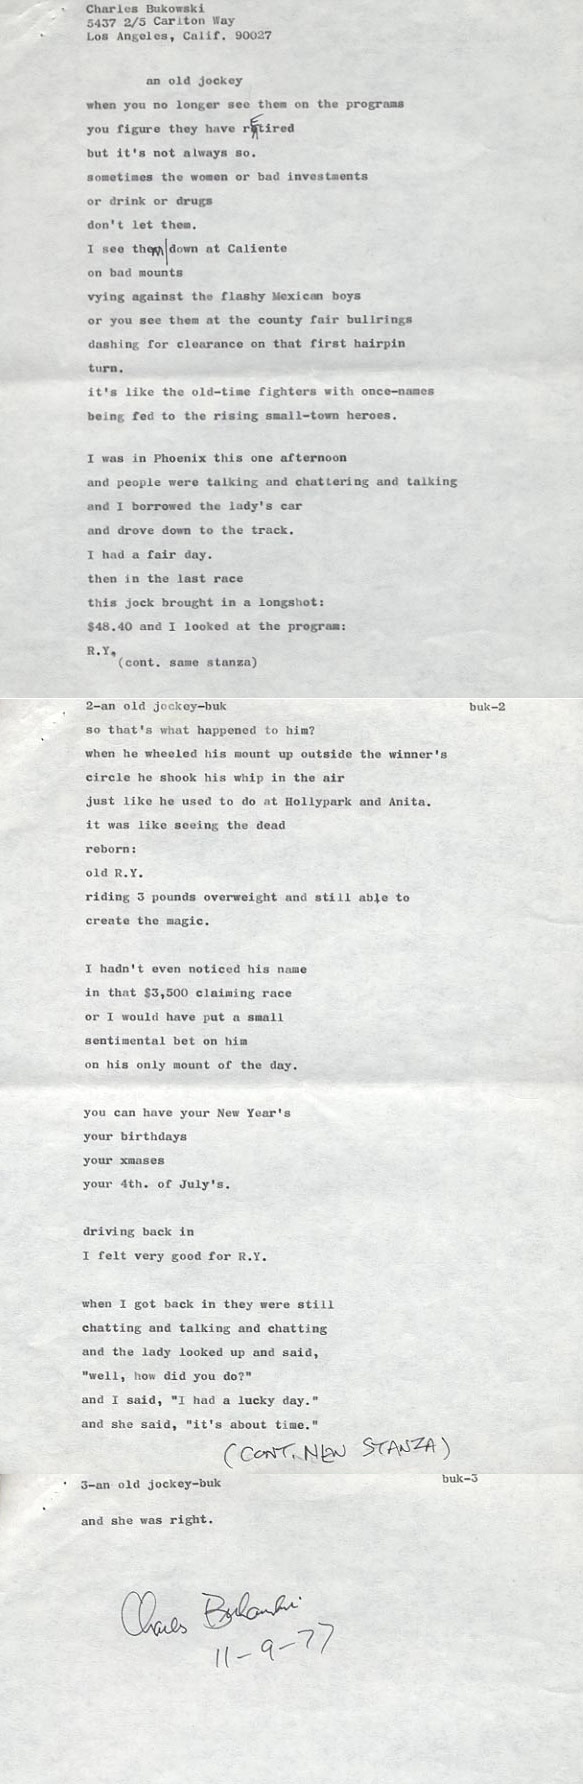 Charles Bukowski
5437 2/5 Carlton Way
Los Angeles, Calif. 90027
an old jockey
when you no longer see them on the programs
you figure they have rEtired
but it's not always so.
sometimes the women or bad investments
or drink or drugs
don't let them.
I see them|down at Caliente
on bad mounts
vying against the flashy Mexican boys
or you see them at the county fair bullrings
dashing for clearance on that first hairpin
turn.
it's like the old-time fighters with once-names
being fed to the rising small-town heroes.
I was in Phoenix this one afternoon
and people were talking and chattering and talking
and I borrowed the lady's car
and drove down to the track.
I had a fair day.
then in the last race
this jock brought in a longshot:
$48.40 and I looked at the program:
R.Y,
(cont. same stanza)
2-an old jockey-buk buk-2
so that's what happened to him?
when he wheeled his mount up outside the winner's
circle he shook his whip in the air
just like he used to do at Hollypark and Anita.
it was like seeing the dead
reborn:
old R.Y.
riding 3 pounds overweight and still able to
create the magic.
I hadn't even noticed his name
in that $3,500 claiming race
or I would have put a small
sentimental bet on him
on his only mount of the day.
you can have your New Year's
your birthdays
your xmases
your 4th. of July's.
driving back in
I felt very good for R.Y.
when I got back in they were still
chatting and talking and chatting
and the lady looked up and said,
"well, how did you do?"
and I said, "I had a lucky day."
and she said, "it's about time."
(CONT. NEW STANZA)
3-an old jockey-buk buk-3
and she was right.
Charles Bukowski
11-9-77